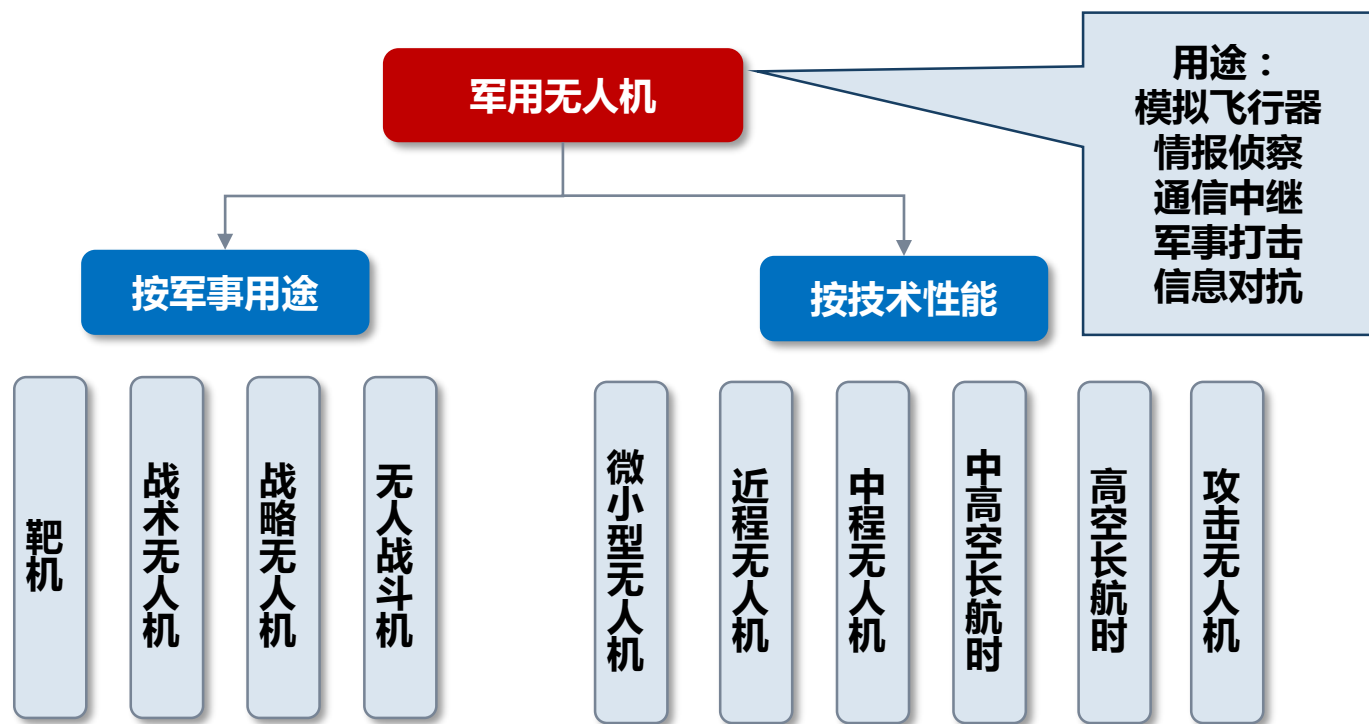 军用无人机
用途：
模拟飞行器
情报侦察
通信中继
军事打击
信息对抗
按军事用途
按技术性能
靶机
战术无人机
战略无人机
无人战斗机
微小型无人机
近程无人机
中程无人机
中高空长航时
高空长航时
攻击无人机